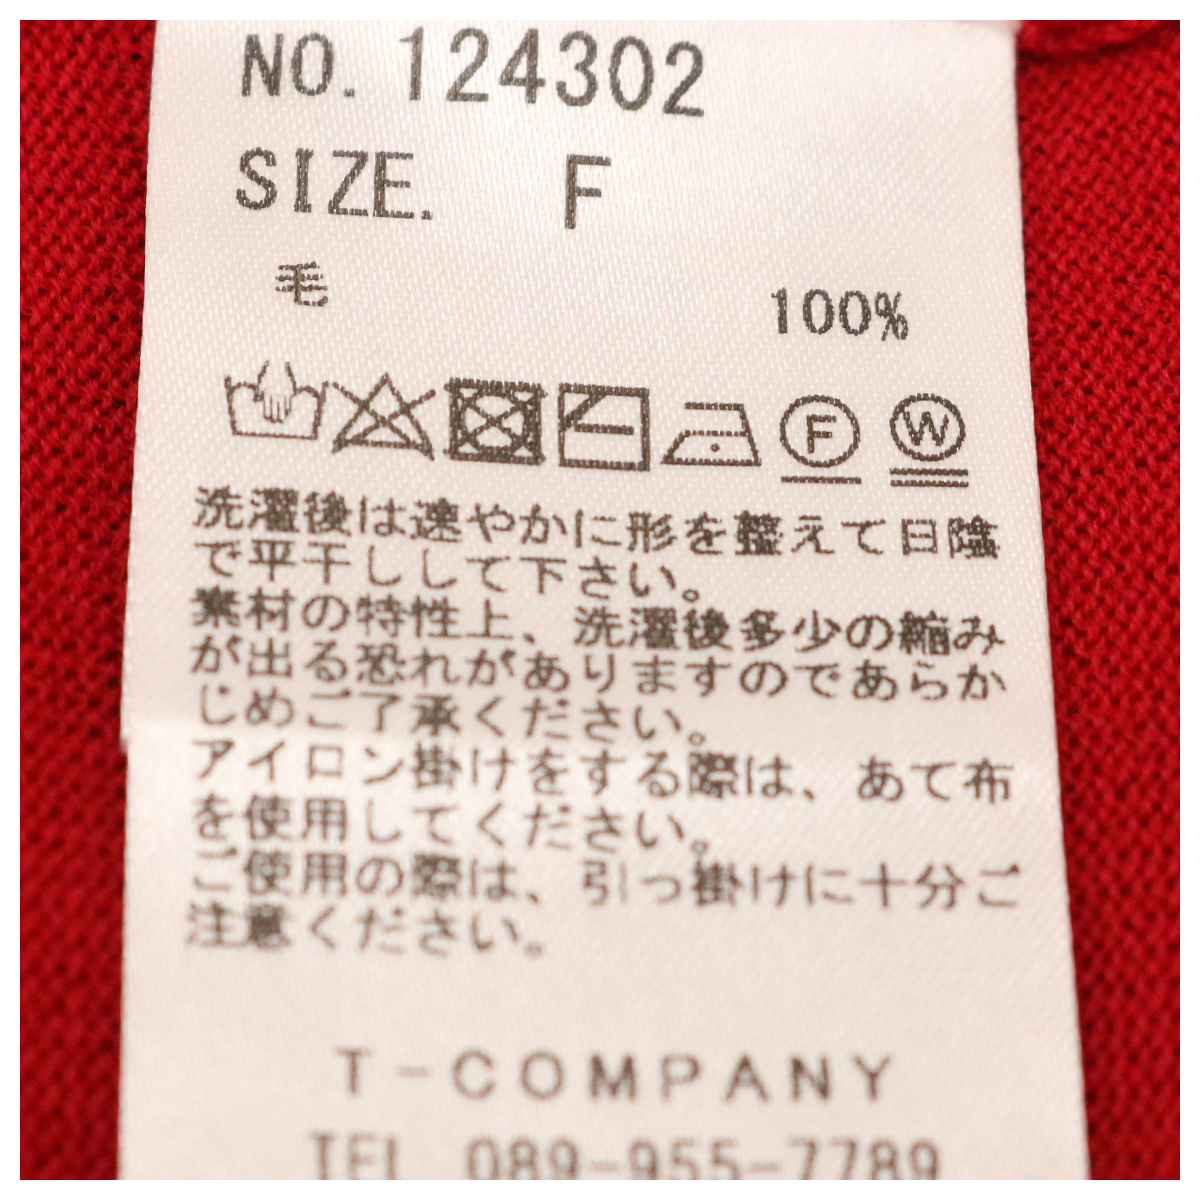 NO. 124302
SIZE. F
毛 100%
F W
洗濯後は速やかに形を整えて日陰
で平干しして下さい。
素材の特性上、洗濯後多少の縮み
が出る恐れがありますのであらか
じめご了承ください。
アイロン掛けをする際は、あて布
を使用してください。
ご使用の際は、引っ掛けに十分ご
注意ください。
T-COMPANY
TEL 089-955-7789